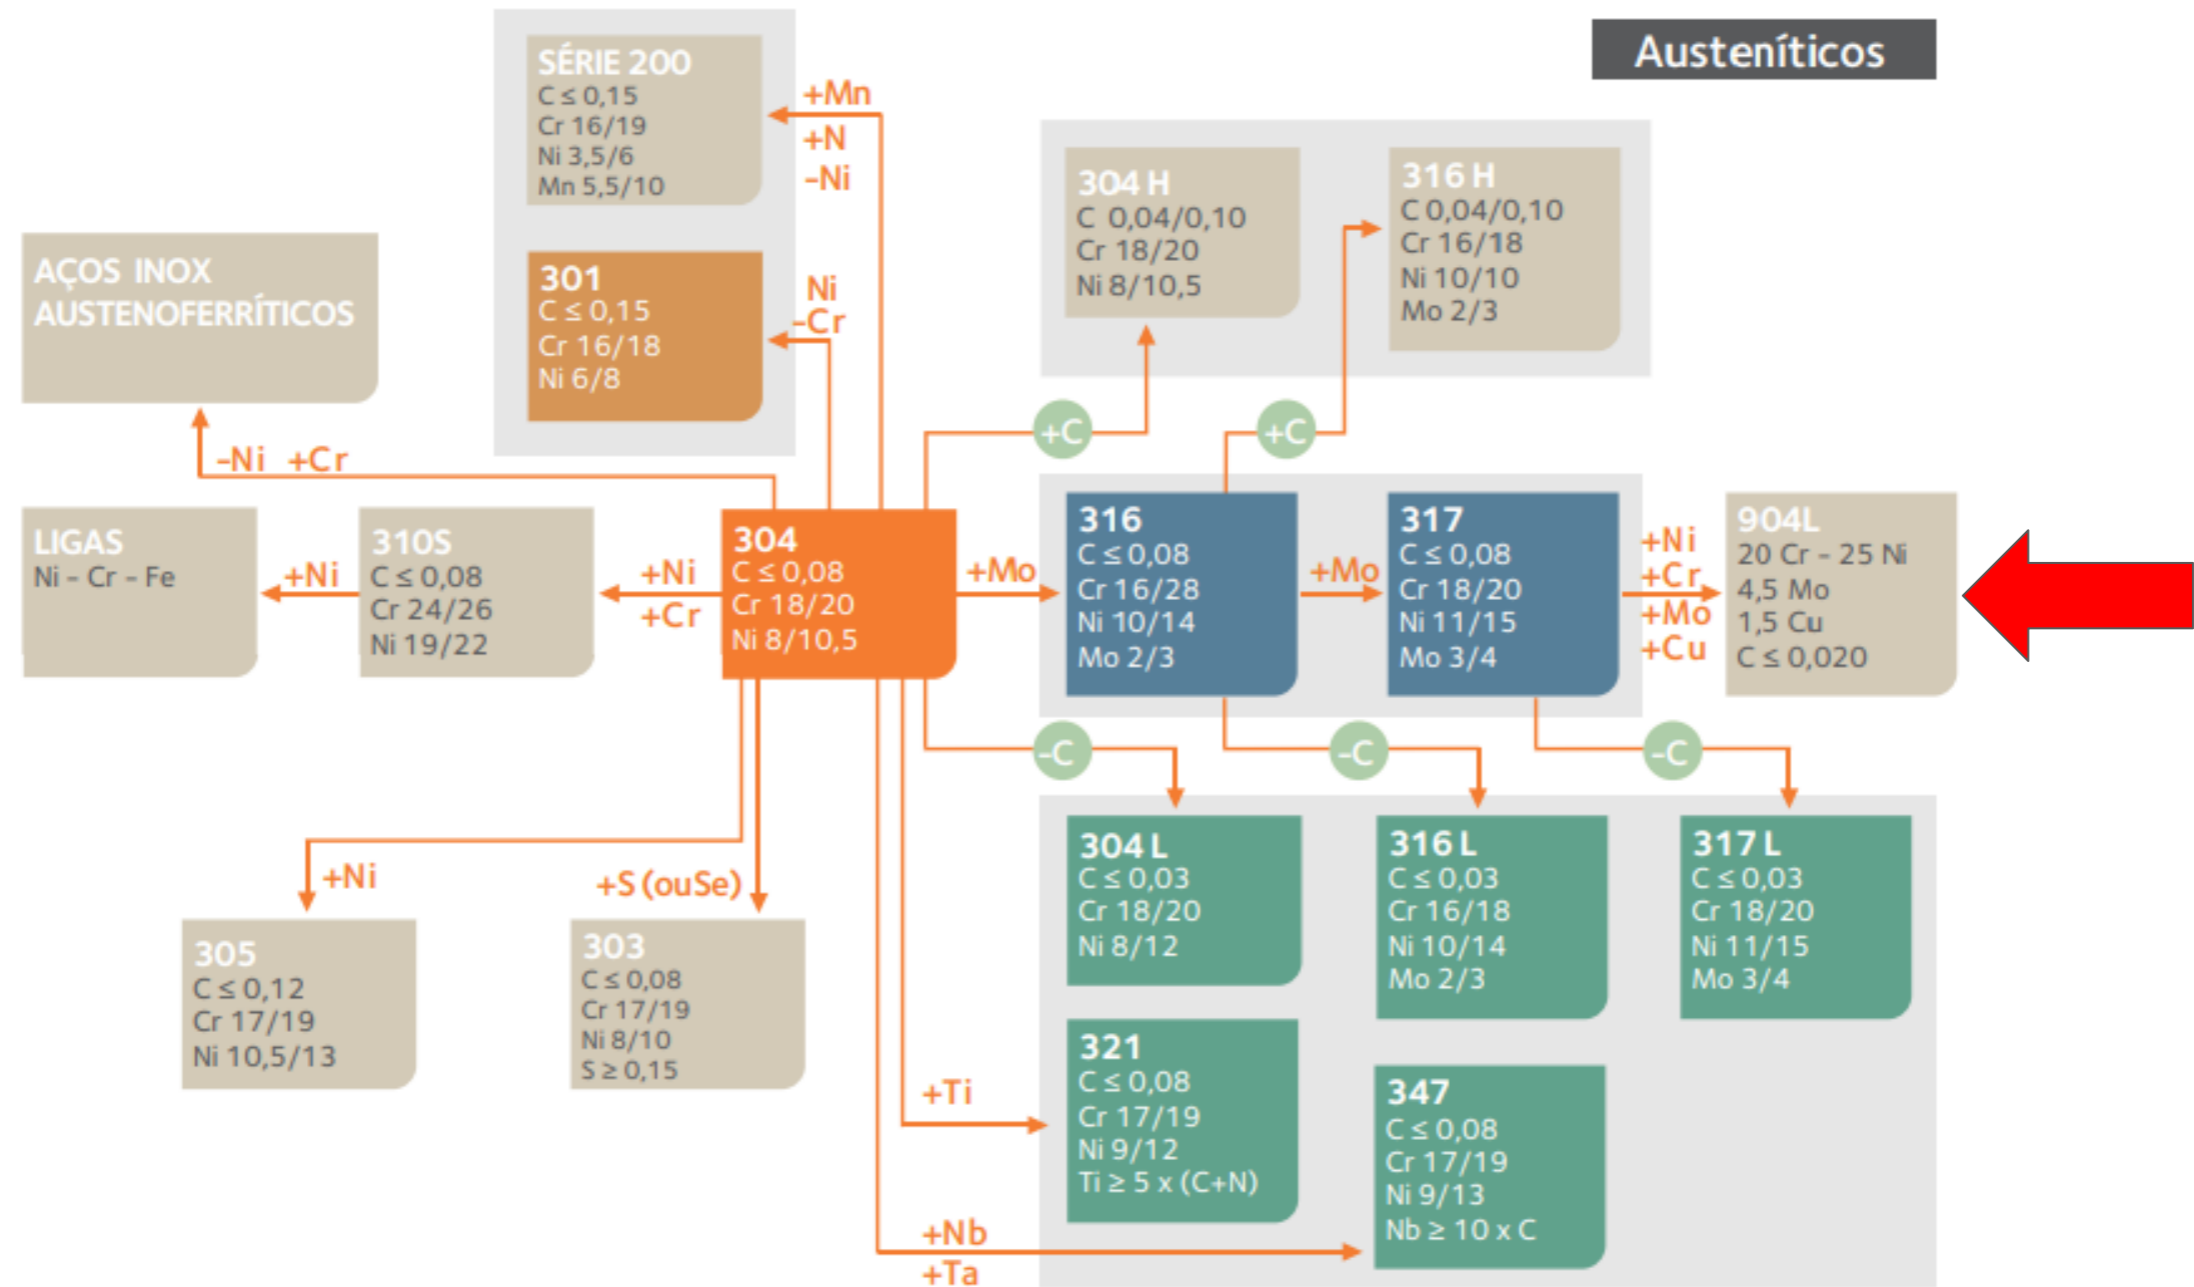 Austeníticos
SÉRIE 200
C ≤ 0,15
Cr 16/19
Ni 3,5/6
Mn 5,5/10
+Mn
+N
-Ni
301
C ≤ 0,15
Cr 16/18
Ni 6/8
Ni
-Cr
AÇOS INOX
AUSTENOFERRÍTICOS
-Ni +Cr
304 H
C 0,04/0,10
Cr 18/20
Ni 8/10,5
316 H
C 0,04/0,10
Cr 16/18
Ni 10/10
Mo 2/3
+C
+C
LIGAS
Ni - Cr - Fe
+Ni
310S
C ≤ 0,08
Cr 24/26
Ni 19/22
+Ni
+Cr
304
C ≤ 0,08
Cr 18/20
Ni 8/10,5
+Mo
316
C ≤ 0,08
Cr 16/28
Ni 10/14
Mo 2/3
+Mo
317
C ≤ 0,08
Cr 18/20
Ni 11/15
Mo 3/4
+Ni
+Cr
+Mo
+Cu
904L
20 Cr - 25 Ni
4,5 Mo
1,5 Cu
C ≤ 0,020
-C
-C
-C
+Ni
+S (ouSe)
305
C ≤ 0,12
Cr 17/19
Ni 10,5/13
303
C ≤ 0,08
Cr 17/19
Ni 8/10
S ≥ 0,15
304 L
C ≤ 0,03
Cr 18/20
Ni 8/12
316 L
C ≤ 0,03
Cr 16/18
Ni 10/14
Mo 2/3
317 L
C ≤ 0,03
Cr 18/20
Ni 11/15
Mo 3/4
+Ti
321
C ≤ 0,08
Cr 17/19
Ni 9/12
Ti ≥ 5 x (C+N)
+Nb
+Ta
347
C ≤ 0,08
Cr 17/19
Ni 9/13
Nb ≥ 10 x C